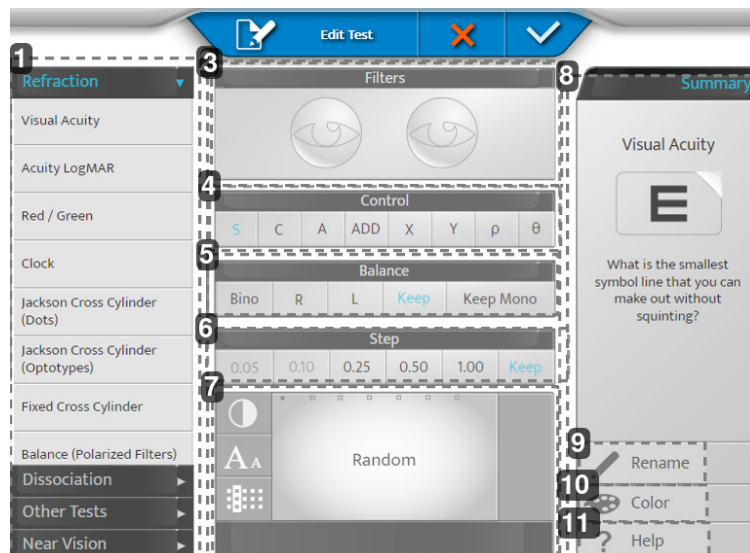 Edit Test
1
Refraction
Visual Acuity
Acuity LogMAR
Red / Green
Clock
Jackson Cross Cylinder
(Dots)
Jackson Cross Cylinder
(Optotypes)
Fixed Cross Cylinder
Balance (Polarized Filters)
Dissociation
Other Tests
Near Vision
3
Filters
4
Control
S C A ADD X Y ρ θ
5
Balance
Bino R L Keep Keep Mono
6
Step
0.05 0.10 0.25 0.50 1.00 Keep
7
A A
Random
8
Summary
Visual Acuity
E
What is the smallest
symbol line that you can
make out without
squinting?
9
Rename
10
Color
11
? Help